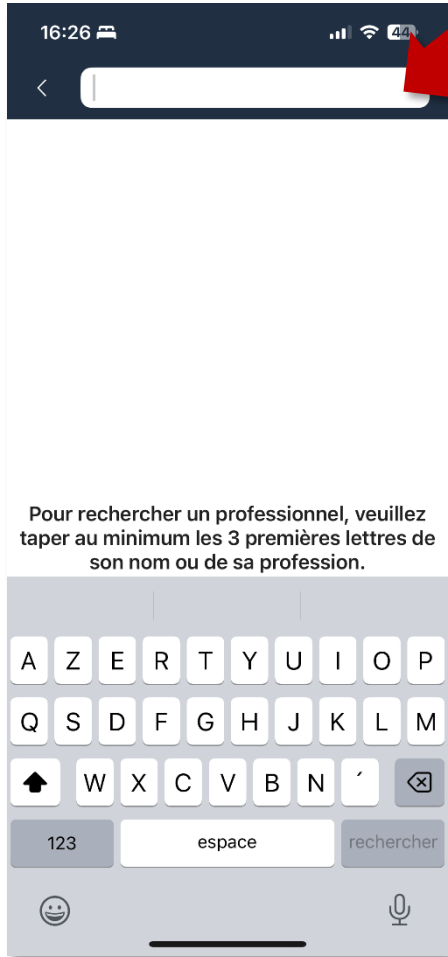 16:26
44
Pour rechercher un professionnel, veuillez
taper au minimum les 3 premières lettres de
son nom ou de sa profession.
A Z E R T Y U I O P
Q S D F G H J K L M
W X C V B N ´
123 espace rechercher